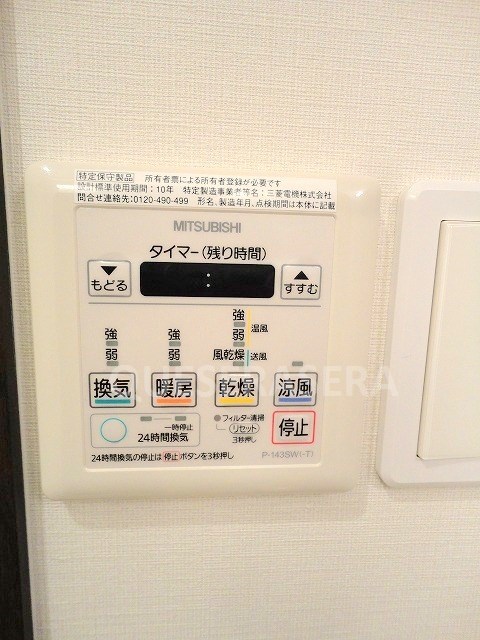 特定保守製品 所有者票による所有者登録が必要です
設計標準使用期間:10年 特定製造事業者等名:三菱電機株式会社
問合せ連絡先:0120-490-499 形名、製造年月、点検期間は本体に記載
MITSUBISHI
タイマー(残り時間)
▼ もどる
:
▲ すすむ
強 強 強 温風
弱 弱 弱
風乾燥 送風
換気 暖房 乾燥 涼風
一時停止
24時間換気
フィルター清掃
リセット
3秒押し
停止
24時間換気の停止は 停止 ボタンを3秒押し
P-143SW(-T)